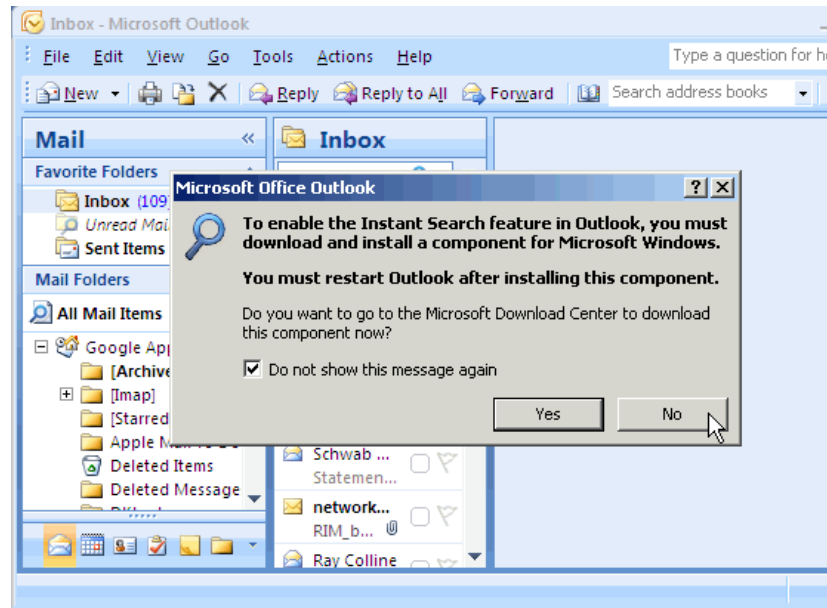 Inbox - Microsoft Outlook
File Edit View Go Tools Actions Help
Type a question for
New Reply Reply to All Forward Search address books
Mail « Inbox
Favorite Folders
Inbox (109
Unread Mai
Sent Items
Mail Folders
All Mail Items
Google App
[Archive
[Imap]
[Starred
Deleted Items
Deleted Message
Microsoft Office Outlook
To enable the Instant Search feature in Outlook, you must
download and install a component for Microsoft Windows.
You must restart Outlook after installing this component.
Do you want to go to the Microsoft Download Center to download
this component now?
Do not show this message again
Yes No
Schwab ...
Statemen...
network...
RIM_b...
Ray Colline